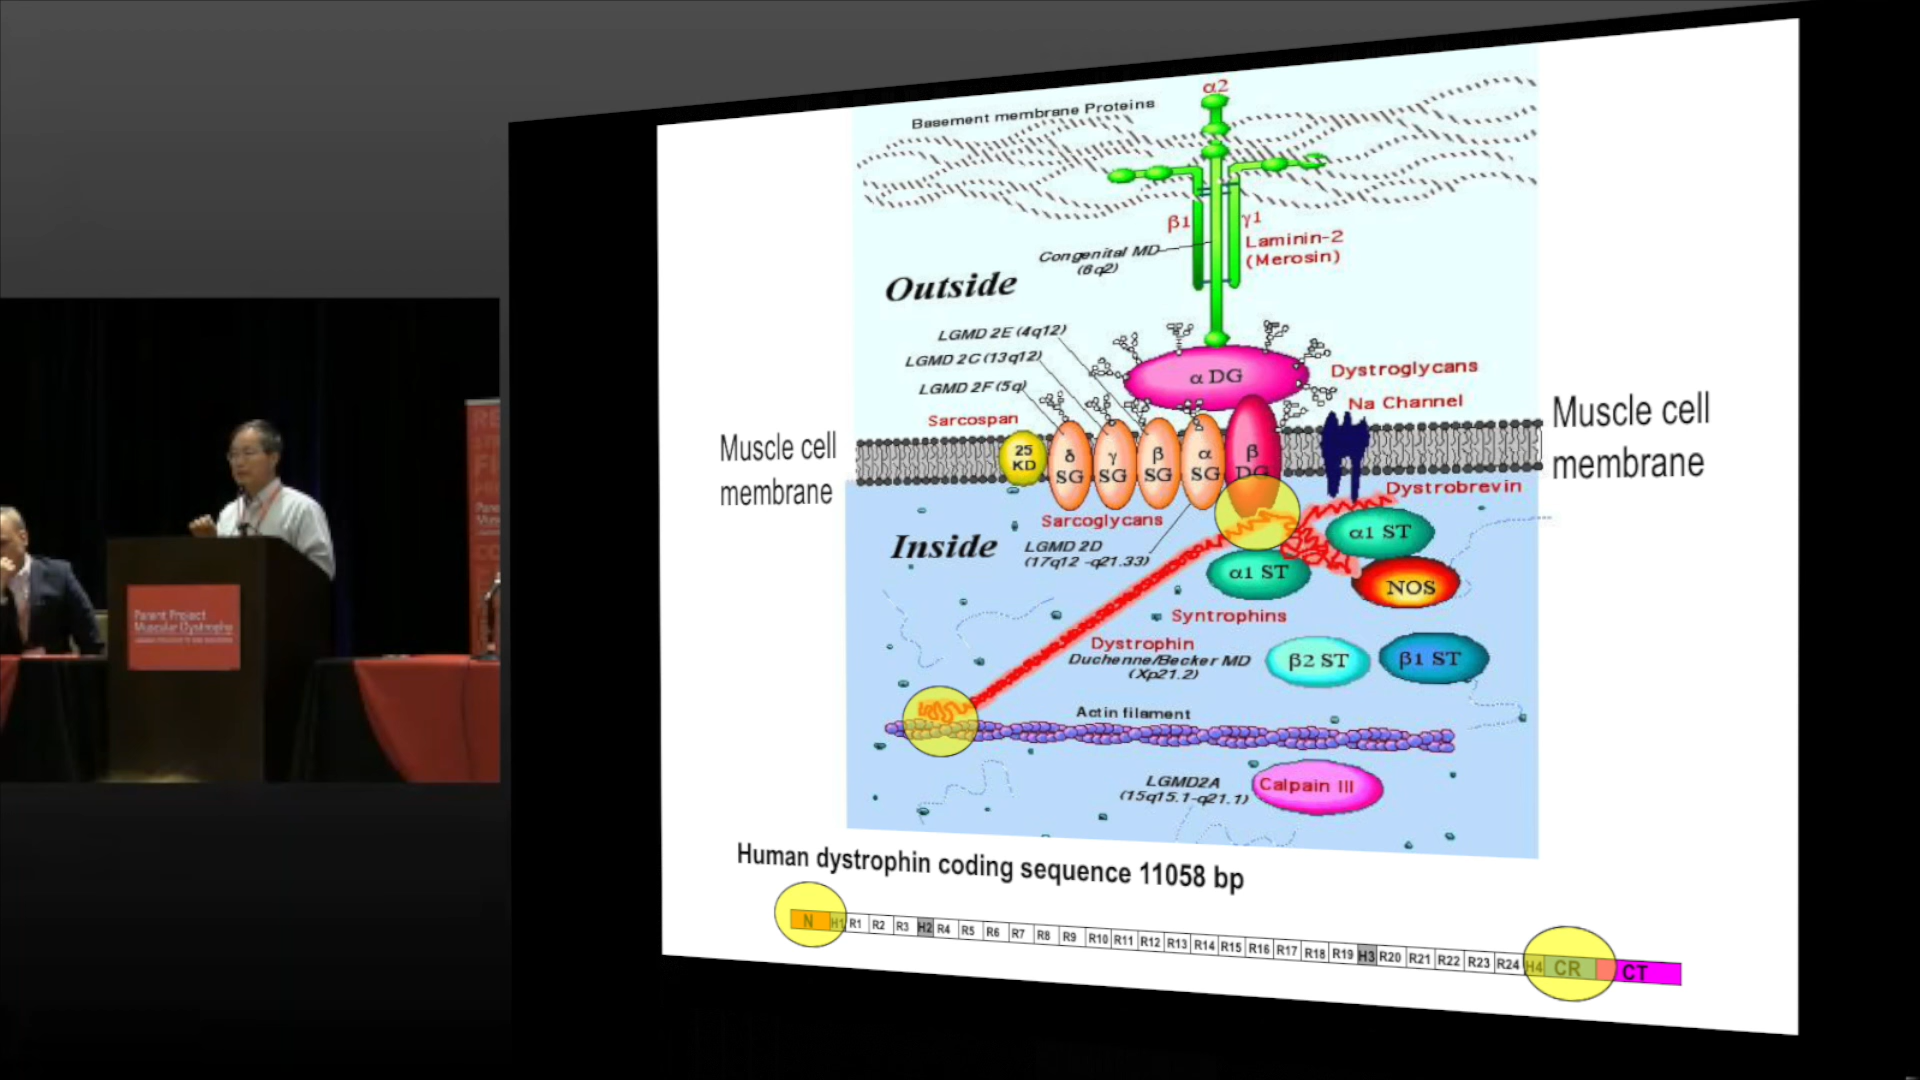 α2
Basement membrane Proteins
β1
γ1
Congenital MD
(6q2)
Laminin-2
(Merosin)
Outside
LGMD 2E (4q12)
LGMD 2C (13q12)
LGMD 2F (5q)
α DG
Dystroglycans
Na Channel
Sarcospan
Muscle cell
membrane
Muscle cell
membrane
25
KD
δ
SG
γ
SG
β
SG
α
SG
β
DG
Dystrobrevin
Sarcoglycans
Inside
LGMD 2D
(17q12 -q21.33)
α1 ST
α1 ST
NOS
Syntrophins
Dystrophin
Duchenne/Becker MD
(Xp21.2)
β2 ST
β1 ST
Actin filament
LGMD2A
(15q15.1-q21.1)
Calpain III
Human dystrophin coding sequence 11058 bp
N H1 R1 R2 R3 H2 R4 R5 R6 R7 R8 R9 R10 R11 R12 R13 R14 R15 R16 R17 R18 R19 H3 R20 R21 R22 R23 R24 H4 CR CT
Parent Project
Muscular Dystrophy